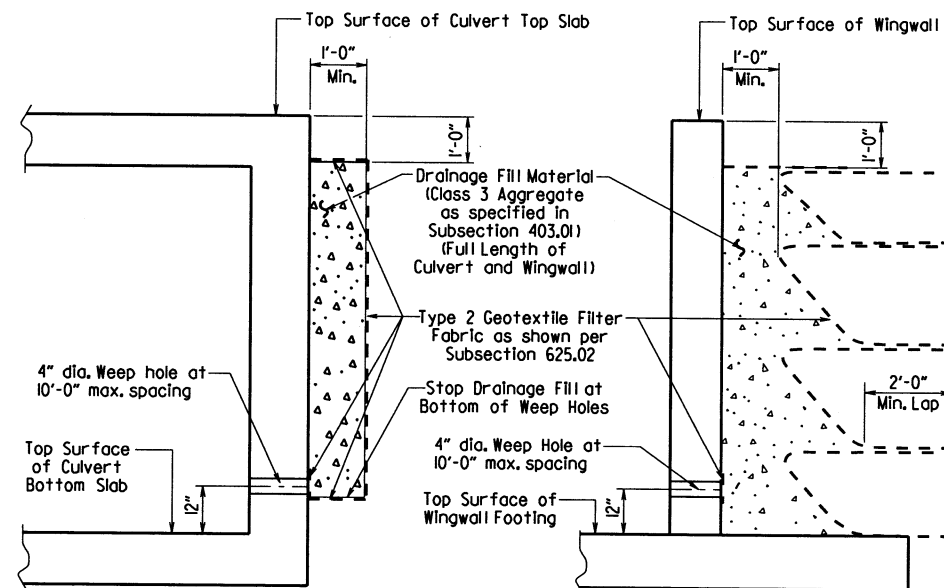 Top Surface of Culvert Top Slab
1'-0"
Min.
1'-0"
Top Surface of Wingwall
1'-0"
Min.
1'-0"
Drainage Fill Material
(Class 3 Aggregate
as specified in
Subsection 403.01)
(Full Length of
Culvert and Wingwall)
Type 2 Geotextile Filter
Fabric as shown per
Subsection 625.02
4" dia. Weep hole at
10'-0" max. spacing
Stop Drainage Fill at
Bottom of Weep Holes
2'-0"
Min. Lap
Top Surface
of Culvert
Bottom Slab
12"
4" dia. Weep Hole at
10'-0" max. spacing
Top Surface of
Wingwall Footing
12"